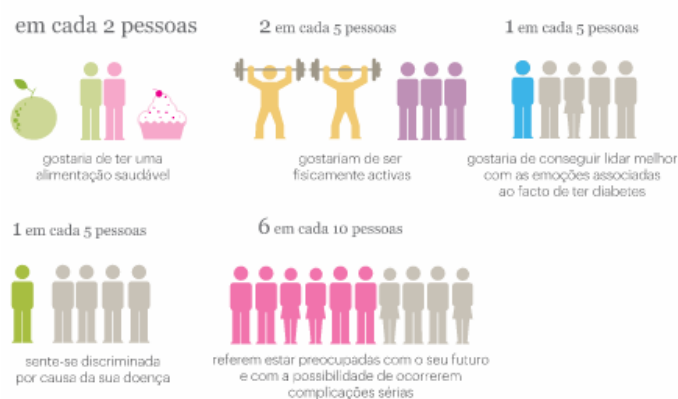 em cada 2 pessoas
gostaria de ter uma
alimentação saudável
2 em cada 5 pessoas
gostariam de ser
fisicamente activas
1 em cada 5 pessoas
gostaria de conseguir lidar melhor
com as emoções associadas
ao facto de ter diabetes
1 em cada 5 pessoas
sente-se discriminada
por causa da sua doença
6 em cada 10 pessoas
referem estar preocupadas com o seu futuro
e com a possibilidade de ocorrerem
complicações sérias